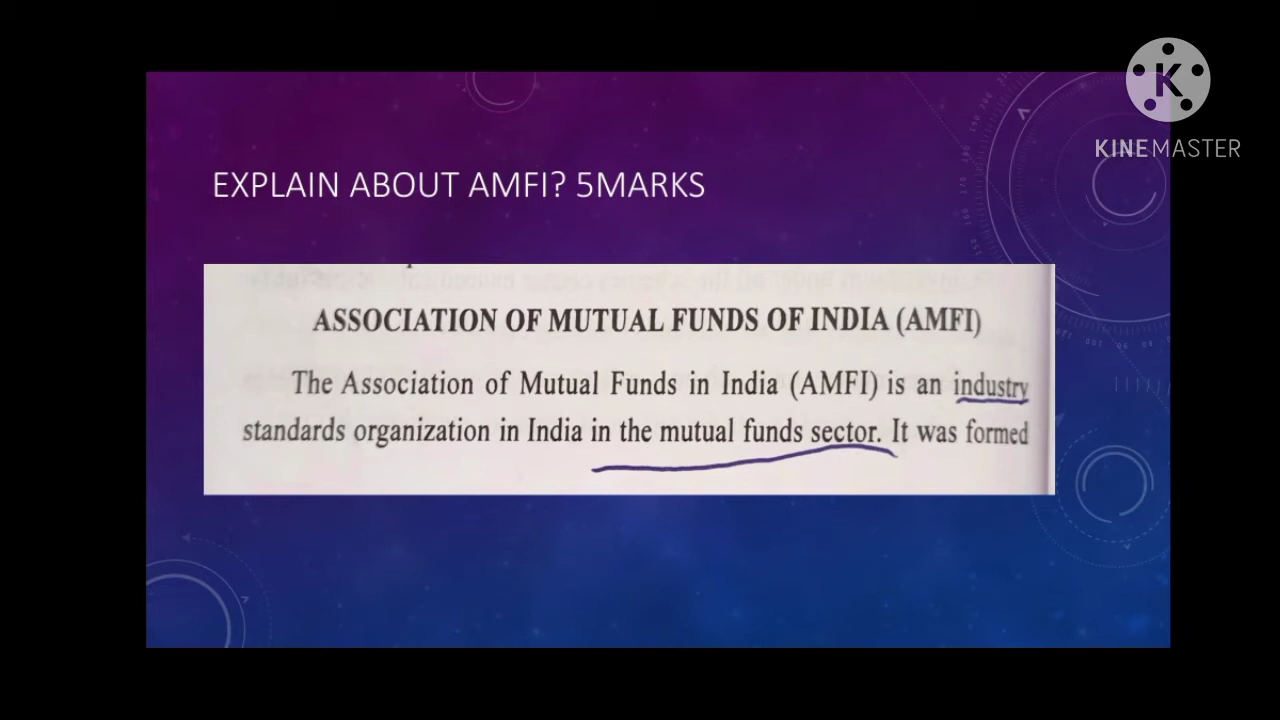 KINEMASTER
EXPLAIN ABOUT AMFI? 5MARKS
ASSOCIATION OF MUTUAL FUNDS OF INDIA (AMFI)
The Association of Mutual Funds in India (AMFI) is an industry
standards organization in India in the mutual funds sector. It was formed